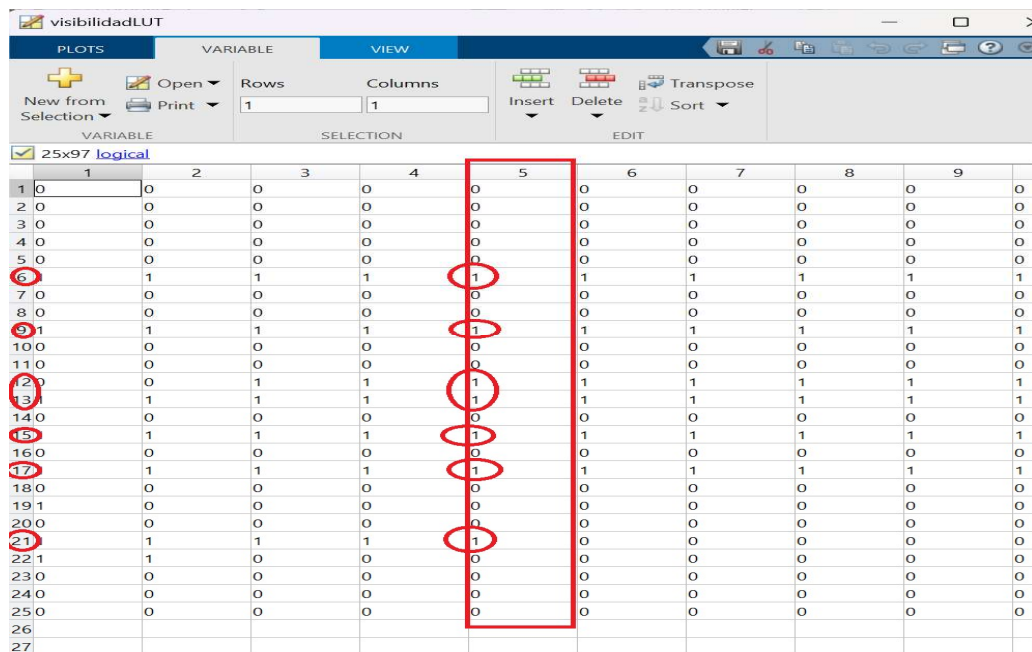 visibilidadLUT
PLOTS VARIABLE VIEW
New from Selection
Open
Print
Rows Columns
1 1
Insert Delete
Transpose
Sort
VARIABLE SELECTION EDIT
25x97 logical
1 2 3 4 5 6 7 8 9
1 0 0 0 0 0 0 0 0 0 0
2 0 0 0 0 0 0 0 0 0 0
3 0 0 0 0 0 0 0 0 0 0
4 0 0 0 0 0 0 0 0 0 0
5 0 0 0 0 0 0 0 0 0 0
6 1 1 1 1 1 1 1 1 1 1
7 0 0 0 0 0 0 0 0 0 0
8 0 0 0 0 0 0 0 0 0 0
9 1 1 1 1 1 1 1 1 1 1
10 0 0 0 0 0 0 0 0 0 0
11 0 0 0 0 0 0 0 0 0 0
12 0 0 1 1 1 1 1 1 1 1
13 1 1 1 1 1 1 1 1 1 1
14 0 0 0 0 0 0 0 0 0 0
15 1 1 1 1 1 1 1 1 1 1
16 0 0 0 0 0 0 0 0 0 0
17 1 1 1 1 1 1 1 1 1 1
18 0 0 0 0 0 0 0 0 0 0
19 1 0 0 0 0 0 0 0 0 0
20 0 0 0 0 0 0 0 0 0 0
21 1 1 1 1 1 0 0 0 0 0
22 1 1 0 0 0 0 0 0 0 0
23 0 0 0 0 0 0 0 0 0 0
24 0 0 0 0 0 0 0 0 0 0
25 0 0 0 0 0 0 0 0 0 0
26
27